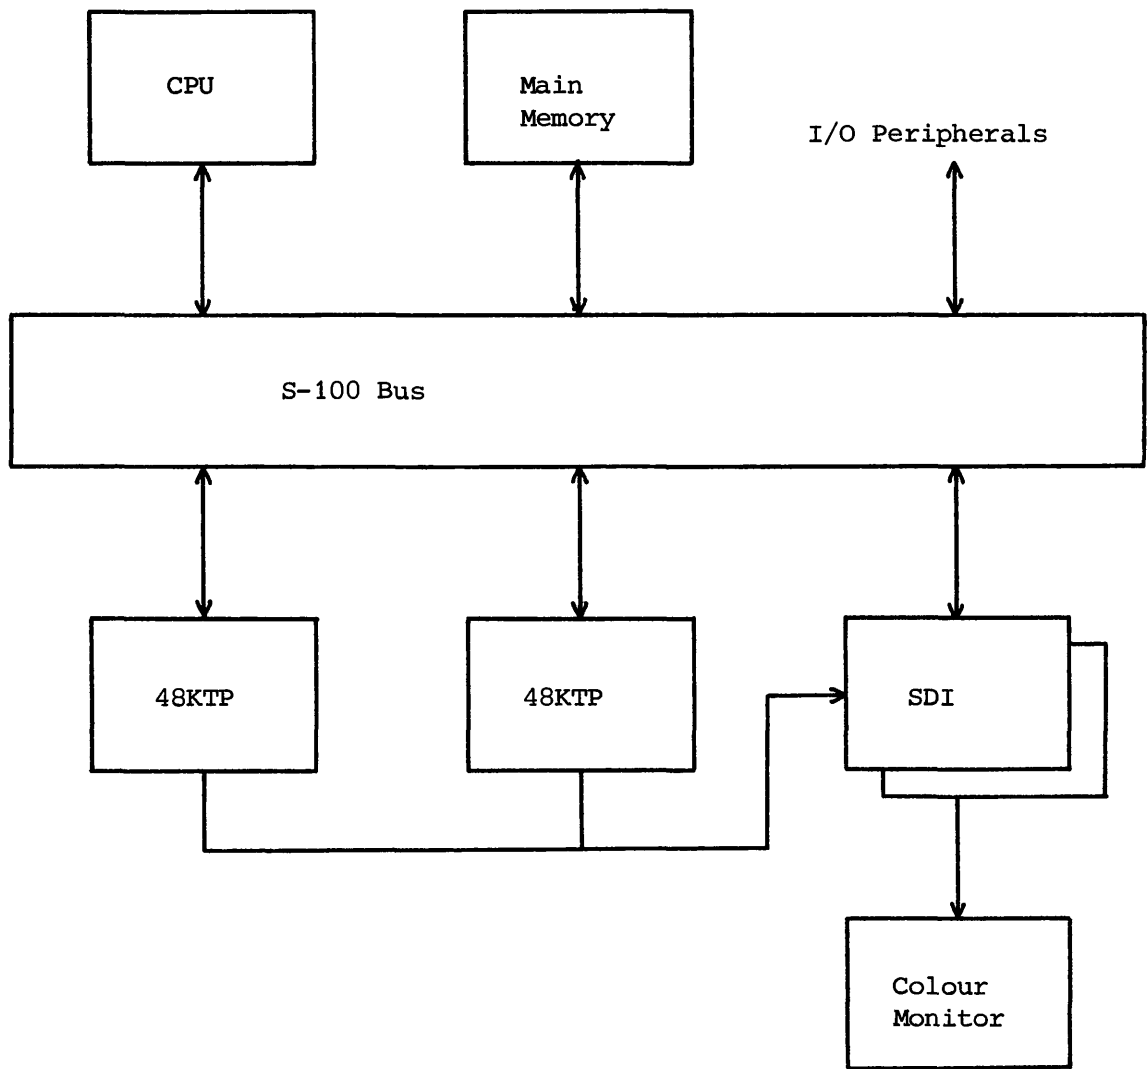 CPU
Main
Memory
I/O Peripherals
S-100 Bus
48KTP
48KTP
SDI
Colour
Monitor